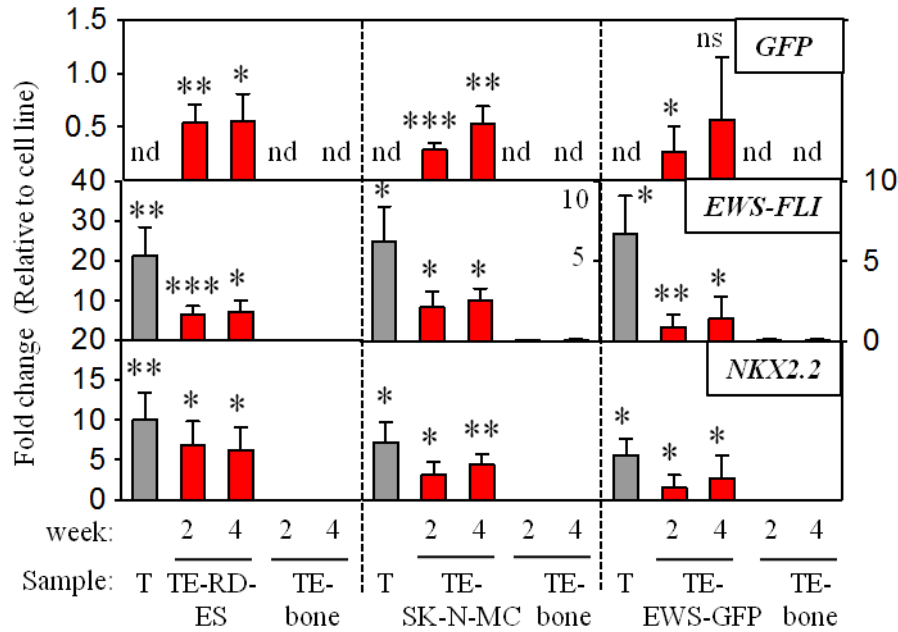 1.5 ns GFP
1.0 ** * ** *
0.5 ***
nd nd nd nd nd nd nd nd nd
40 * 10 * EWS-FLI 10
30 **
20 5 5
10 *** * * * ** *
20 0
15 ** NKX2.2
10 * * * ** * *
5 * *
0
Fold change (Relative to cell line)
week: 2 4 2 4 2 4 2 4 2 4 2 4
Sample: T TE-RD- TE- T TE- TE- T TE- TE-
ES bone SK-N-MC bone EWS-GFP bone